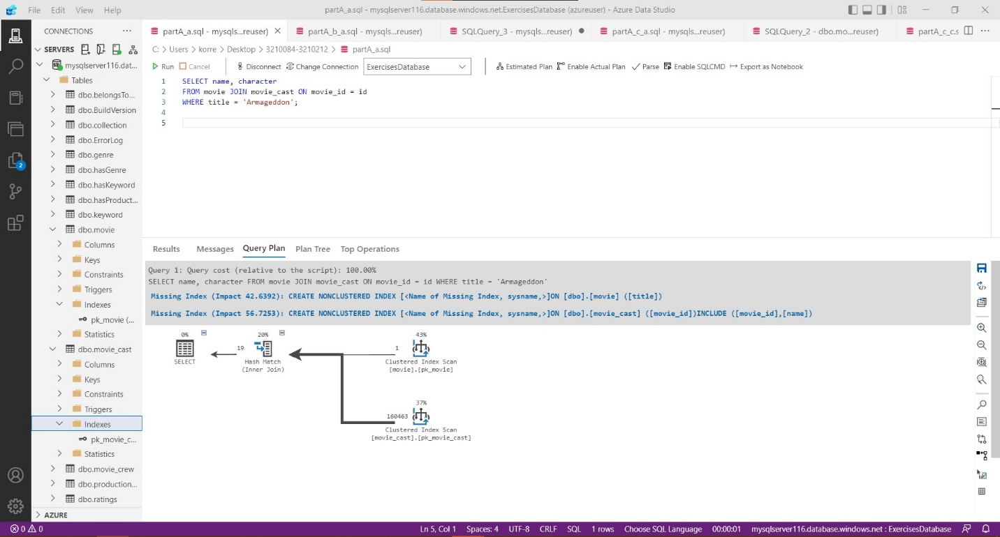 File Edit View Help
partA_a.sql - mysqlserver116.database.windows.net.ExercisesDatabase (azureuser) - Azure Data Studio
CONNECTIONS ···
partA_a.sql - mysqls...reuser)
partA_b_a.sql - mysqls...reuser)
SQLQuery_3 - mysqls...reuser)
partA_c_a.sql - mysqls...reuser)
SQLQuery_2 - dbo.mo...reuser)
partA_c_c.s
SERVERS
C: > Users > korre > Desktop > 3210084-3210212 > partA_a.sql
Run Cancel Disconnect Change Connection ExercisesDatabase Estimated Plan Enable Actual Plan Parse Enable SQLCMD Export as Notebook
1 SELECT name, character
2 FROM movie JOIN movie_cast ON movie_id = id
3 WHERE title = 'Armageddon';
4
5
mysqlserver116.dat...
Tables
dbo.belongsTo...
dbo.BuildVersion
dbo.collection
dbo.ErrorLog
dbo.genre
dbo.hasGenre
dbo.hasKeyword
dbo.hasProduct...
dbo.keyword
dbo.movie
Columns
Keys
Constraints
Triggers
Indexes
pk_movie (...
Statistics
dbo.movie_cast
Columns
Keys
Constraints
Triggers
Indexes
pk_movie_c...
Statistics
dbo.movie_crew
dbo.production...
dbo.ratings
AZURE
2
Results Messages Query Plan Plan Tree Top Operations
Query 1: Query cost (relative to the script): 100.00%
SELECT name, character FROM movie JOIN movie_cast ON movie_id = id WHERE title = 'Armageddon'
Missing Index (Impact 42.6392): CREATE NONCLUSTERED INDEX [<Name of Missing Index, sysname,>]ON [dbo].[movie] ([title])
Missing Index (Impact 56.7253): CREATE NONCLUSTERED INDEX [<Name of Missing Index, sysname,>]ON [dbo].[movie_cast] ([movie_id])INCLUDE ([movie_id],[name])
0%
SELECT
19
20%
Hash Match
(Inner Join)
1
43%
Clustered Index Scan
[movie].[pk_movie]
37%
160463
Clustered Index Scan
[movie_cast].[pk_movie_cast]
0 0
Ln 5, Col 1 Spaces: 4 UTF-8 CRLF SQL 1 rows Choose SQL Language 00:00:01 mysqlserver116.database.windows.net : ExercisesDatabase